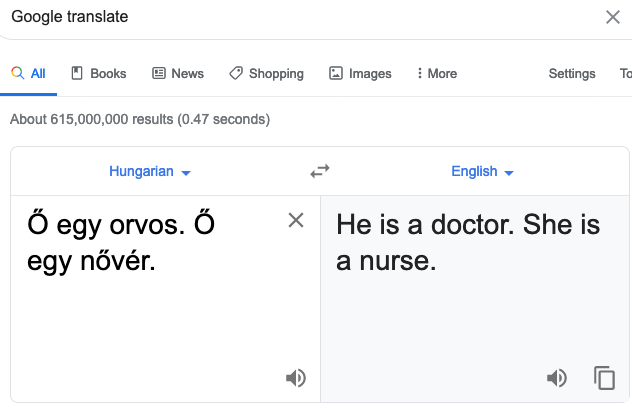 Google translate
All Books News Shopping Images More Settings To
About 615,000,000 results (0.47 seconds)
Hungarian English
Ő egy orvos. Ő
egy nővér.
He is a doctor. She is
a nurse.